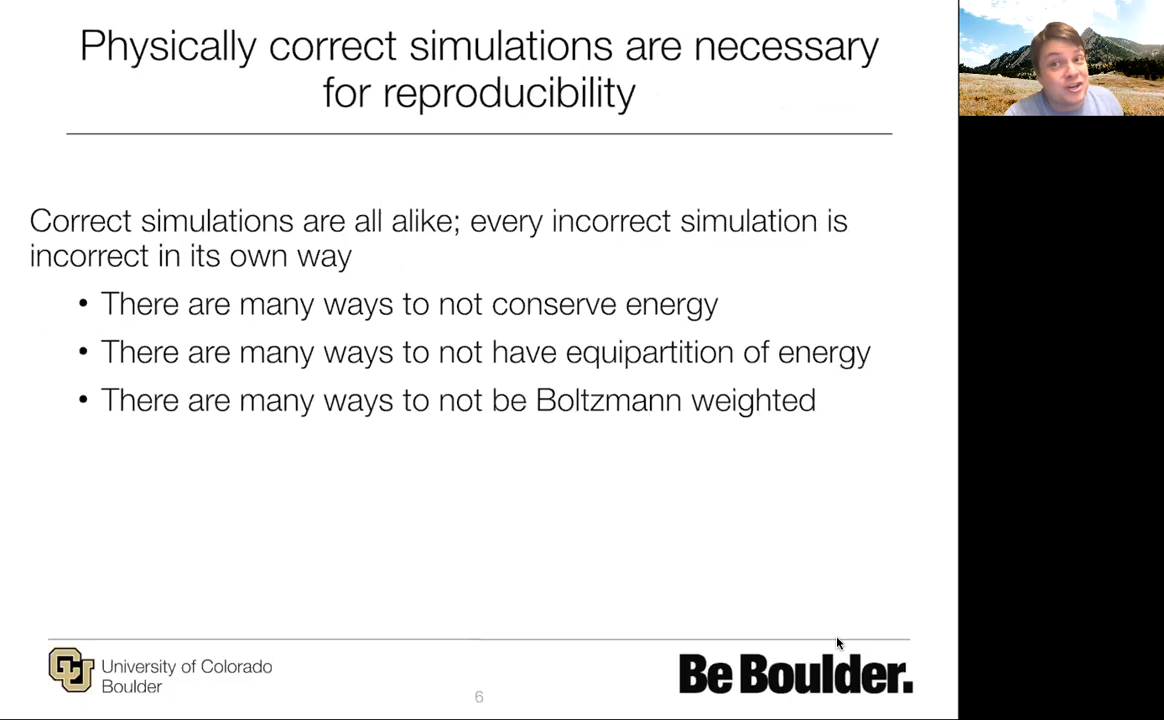 Physically correct simulations are necessary
for reproducibility
Correct simulations are all alike; every incorrect simulation is
incorrect in its own way
• There are many ways to not conserve energy
• There are many ways to not have equipartition of energy
• There are many ways to not be Boltzmann weighted
CU
University of Colorado
Boulder
6
Be Boulder.